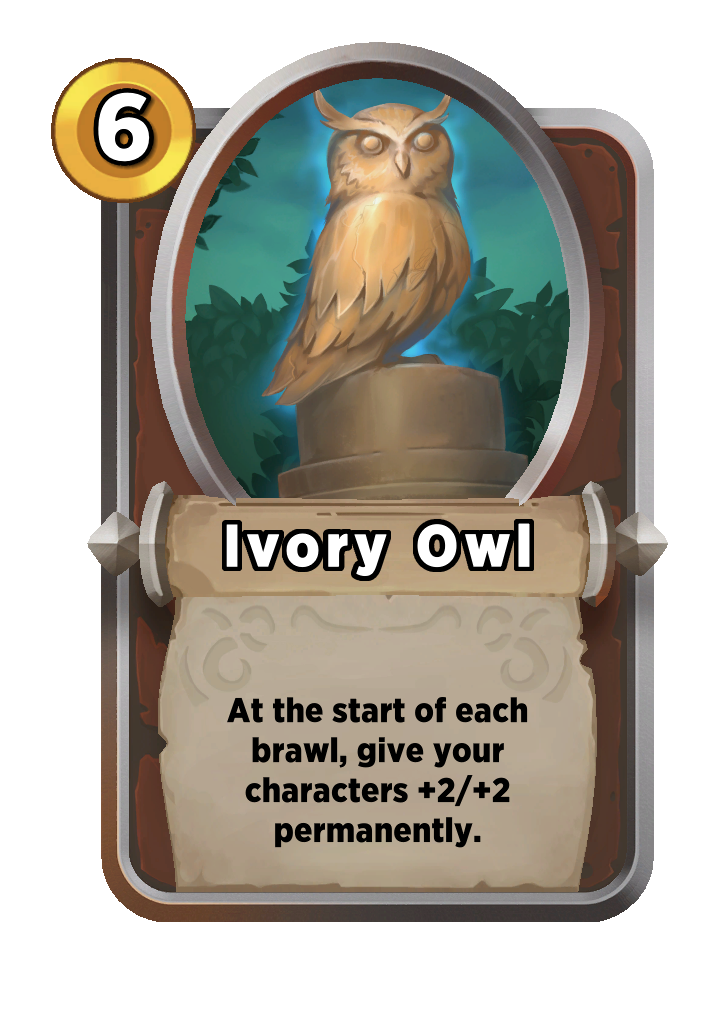 6
Ivory Owl
At the start of each
brawl, give your
characters +2/+2
permanently.